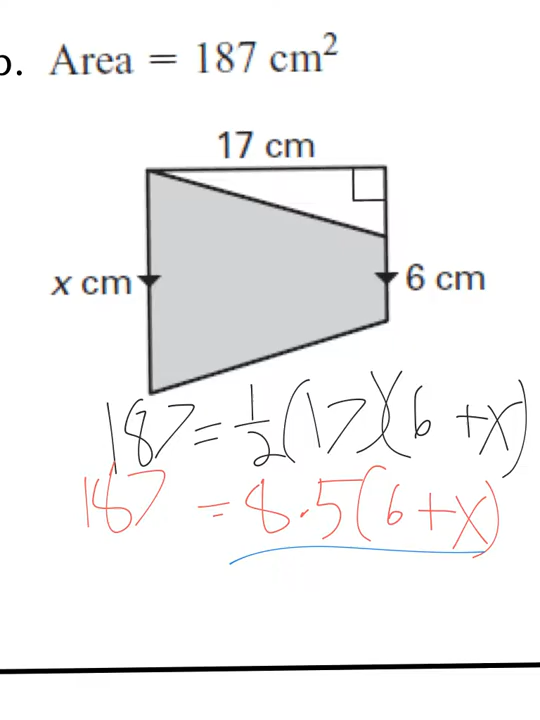 b. Area = 187 cm²
17 cm
x cm
6 cm
187 = 1/2 (17)(6 + x)
187 = 8.5(6 + x)